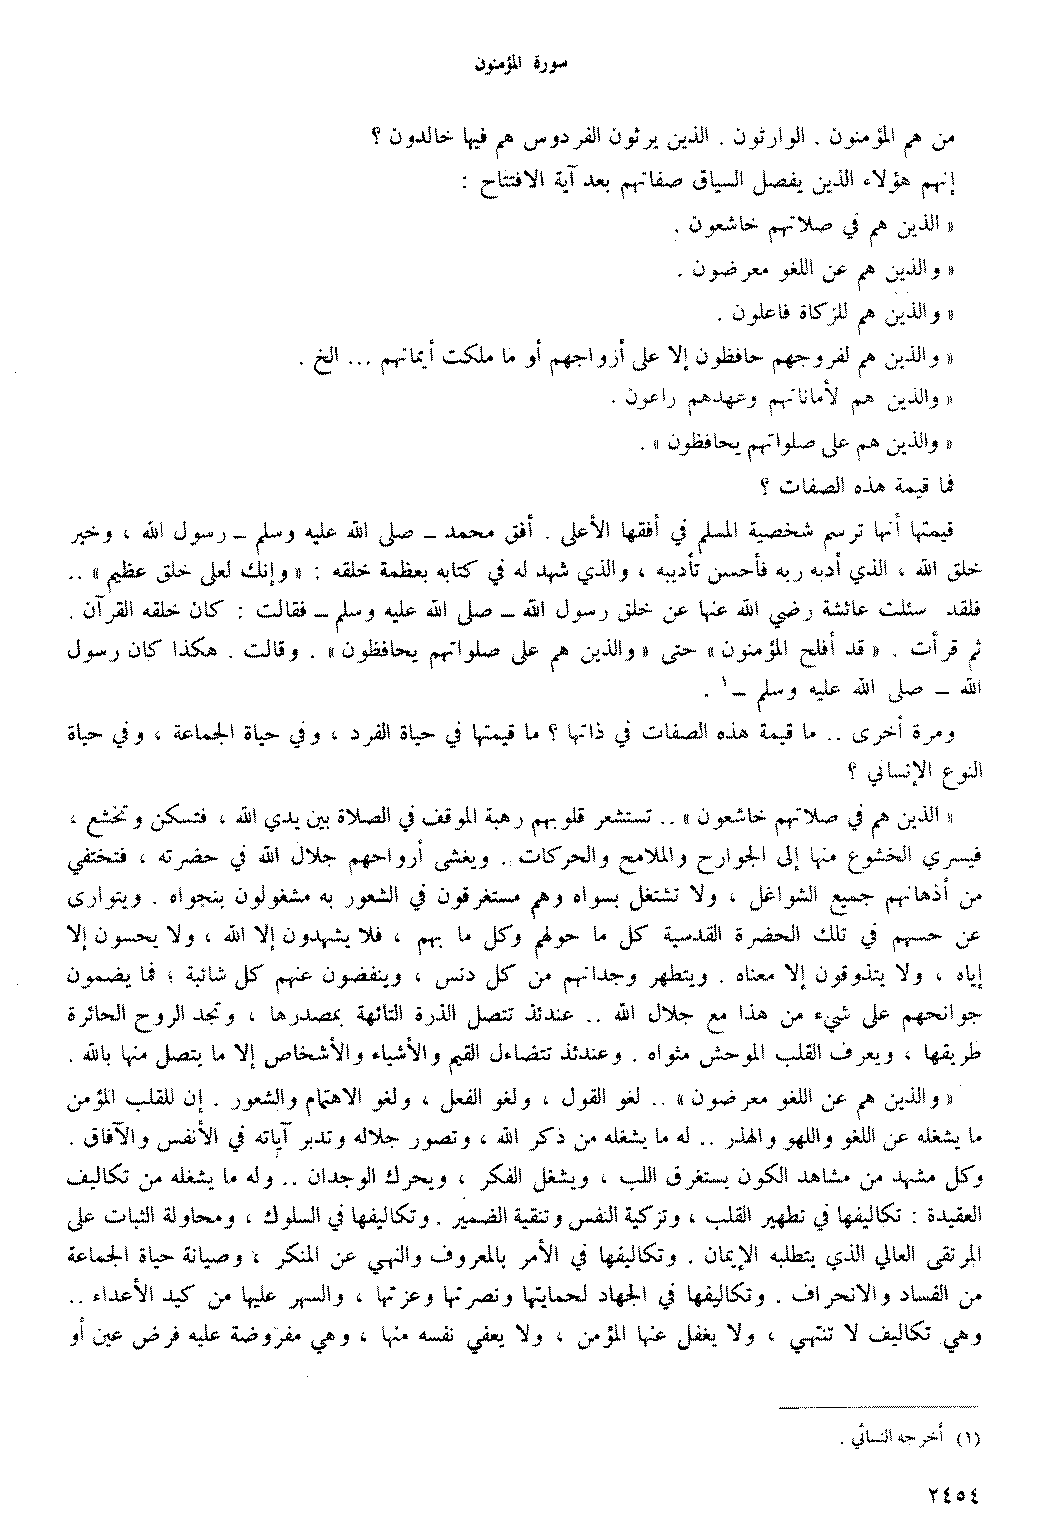 سورة المؤمنون
من هم المؤمنون . الوارثون . الذين يرثون الفردوس هم فيها خالدون ؟
إنهم هؤلاء الذين يفصل السياق صفاتهم بعد آية الافتتاح :
« الذين هم في صلاتهم خاشعون .
« والذين هم عن اللغو معرضون .
« والذين هم للزكاة فاعلون .
« والذين هم لفروجهم حافظون إلا على أزواجهم أو ما ملكت أيمانهم ... الخ .
« والذين هم لأماناتهم وعهدهم راعون .
« والذين هم على صلواتهم يحافظون » .
فما قيمة هذه الصفات ؟
قيمتها أنها ترسم شخصية المسلم في أفقها الأعلى . أفق محمد – صلى الله عليه وسلم – رسول الله ، وخير
خلق الله ، الذي أدبه ربه فأحسن تأديبه ، والذي شهد له في كتابه بعظمة خلقه : « وإنك لعلى خلق عظيم » ..
فلقد سئلت عائشة رضي الله عنها عن خلق رسول الله – صلى الله عليه وسلم – فقالت : كان خلقه القرآن .
ثم قرأت . « قد أفلح المؤمنون » حتى « والذين هم على صلواتهم يحافظون » . وقالت . هكذا كان رسول
الله – صلى الله عليه وسلم –١ .
ومرة أخرى .. ما قيمة هذه الصفات في ذاتها ؟ ما قيمتها في حياة الفرد ، وفي حياة الجماعة ، وفي حياة
النوع الإنساني ؟
« الذين هم في صلاتهم خاشعون » .. تستشعر قلوبهم رهبة الموقف في الصلاة بين يدي الله ، فتسكن وتخشع ،
فيسري الخشوع منها إلى الجوارح والملامح والحركات . ويغشى أرواحهم جلال الله في حضرته ، فتختفي
من أذهانهم جميع الشواغل ، ولا تشتغل بسواه وهم مستغرقون في الشعور به مشغولون بنجواه . ويتوارى
عن حسهم في تلك الحضرة القدسية كل ما حولهم وكل ما بهم ، فلا يشهدون إلا الله ، ولا يحسون إلا
إياه ، ولا يتذوقون إلا معناه . ويتطهر وجدانهم من كل دنس ، وينفضون عنهم كل شائبة ؛ فما يضمون
جوانحهم على شيء من هذا مع جلال الله .. عندئذ تتصل الذرة التائهة بمصدرها ، وتجد الروح الحائرة
طريقها ، ويعرف القلب الموحش مثواه . وعندئذ تتضاءل القيم والأشياء والأشخاص إلا ما يتصل منها بالله .
« والذين هم عن اللغو معرضون » .. لغو القول ، ولغو الفعل ، ولغو الاهتمام والشعور . إن للقلب المؤمن
ما يشغله عن اللغو واللهو والهذر .. له ما يشغله من ذكر الله ، وتصور جلاله وتدبر آياته في الأنفس والآفاق .
وكل مشهد من مشاهد الكون يستغرق اللب ، ويشغل الفكر ، ويحرك الوجدان .. وله ما يشغله من تكاليف
العقيدة : تكاليفها في تطهير القلب ، وتزكية النفس وتنقية الضمير . وتكاليفها في السلوك ، ومحاولة الثبات على
المرتقى العالي الذي يتطلبه الإيمان . وتكاليفها في الأمر بالمعروف والنهي عن المنكر ، وصيانة حياة الجماعة
من الفساد والانحراف . وتكاليفها في الجهاد لحمايتها ونصرتها وعزتها ، والسهر عليها من كيد الأعداء ..
وهي تكاليف لا تنتهي ، ولا يغفل عنها المؤمن ، ولا يعفي نفسه منها ، وهي مفروضة عليه فرض عين أو
(١) أخرجه النسائي .
٢٤٥٤